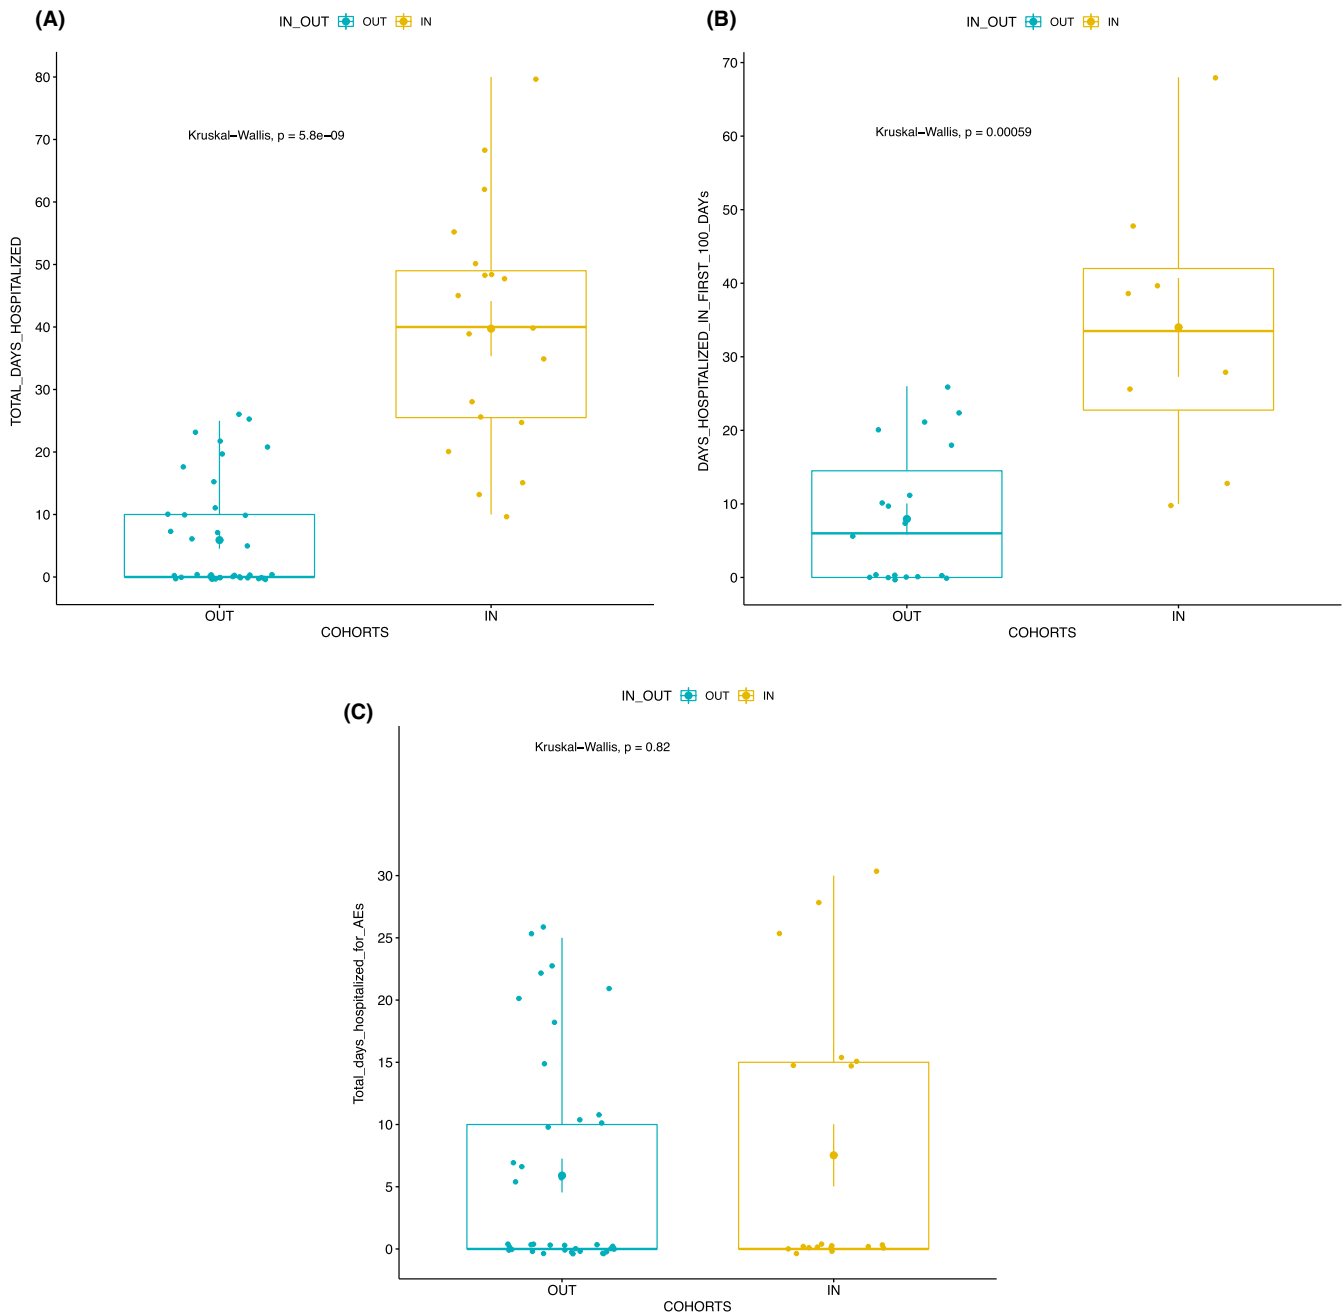 (A)
IN_OUT OUT IN
TOTAL_DAYS_HOSPITALIZED
80
70
60
50
40
30
20
10
0
Kruskal−Wallis, p = 5.8e−09
OUT IN
COHORTS
(B)
IN_OUT OUT IN
DAYS_HOSPITALIZED_IN_FIRST_100_DAYs
70
60
50
40
30
20
10
0
Kruskal−Wallis, p = 0.00059
OUT IN
COHORTS
(C)
IN_OUT OUT IN
Total_days_hospitalized_for_AEs
Kruskal−Wallis, p = 0.82
30
25
20
15
10
5
0
OUT IN
COHORTS